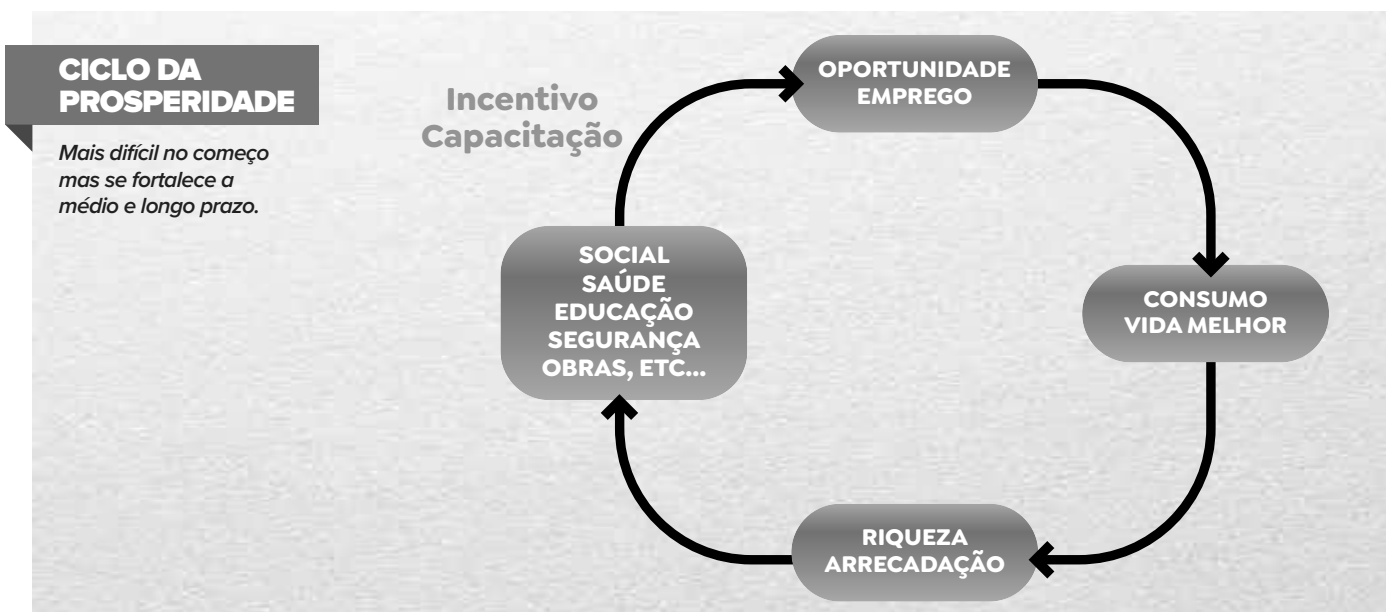 CICLO DA
PROSPERIDADE
Mais difícil no começo
mas se fortalece a
médio e longo prazo.
Incentivo
Capacitação
OPORTUNIDADE
EMPREGO
CONSUMO
VIDA MELHOR
RIQUEZA
ARRECADAÇÃO
SOCIAL
SAÚDE
EDUCAÇÃO
SEGURANÇA
OBRAS, ETC...